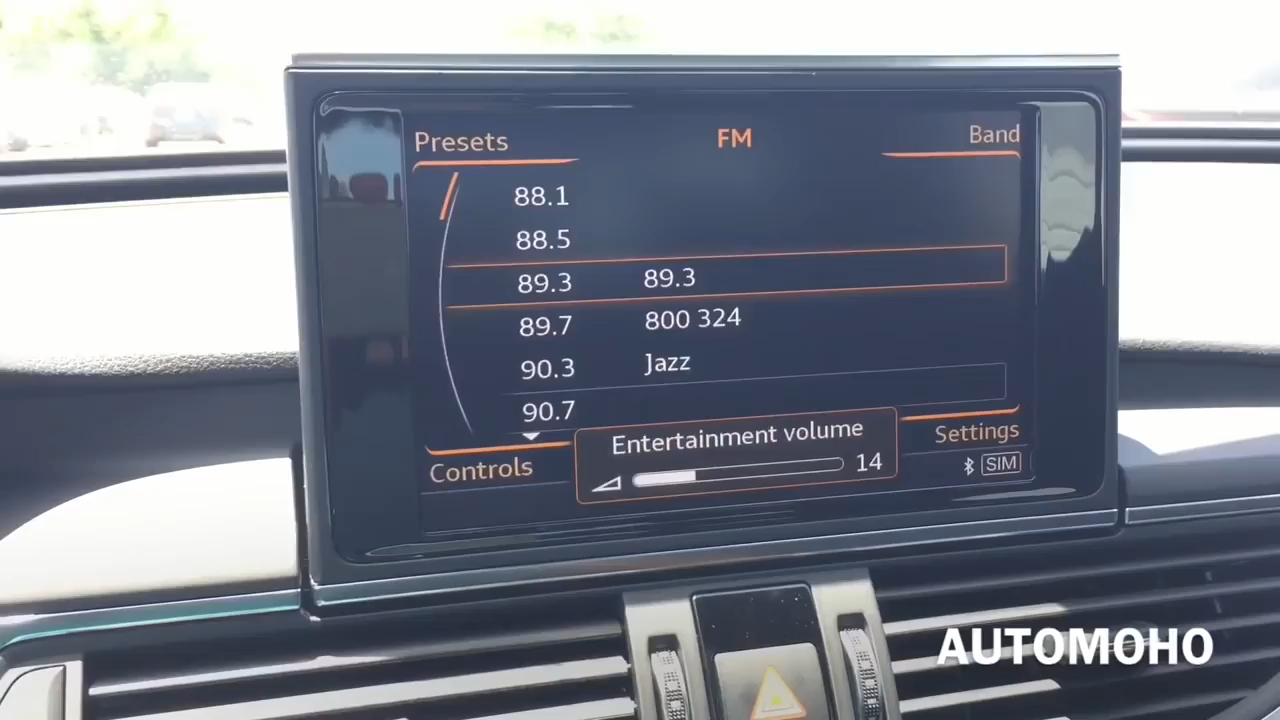 Presets
FM
Band
88.1
88.5
89.3 89.3
89.7 800 324
90.3 Jazz
90.7
Entertainment volume
14
Controls
Settings
SIM
AUTOMOHO